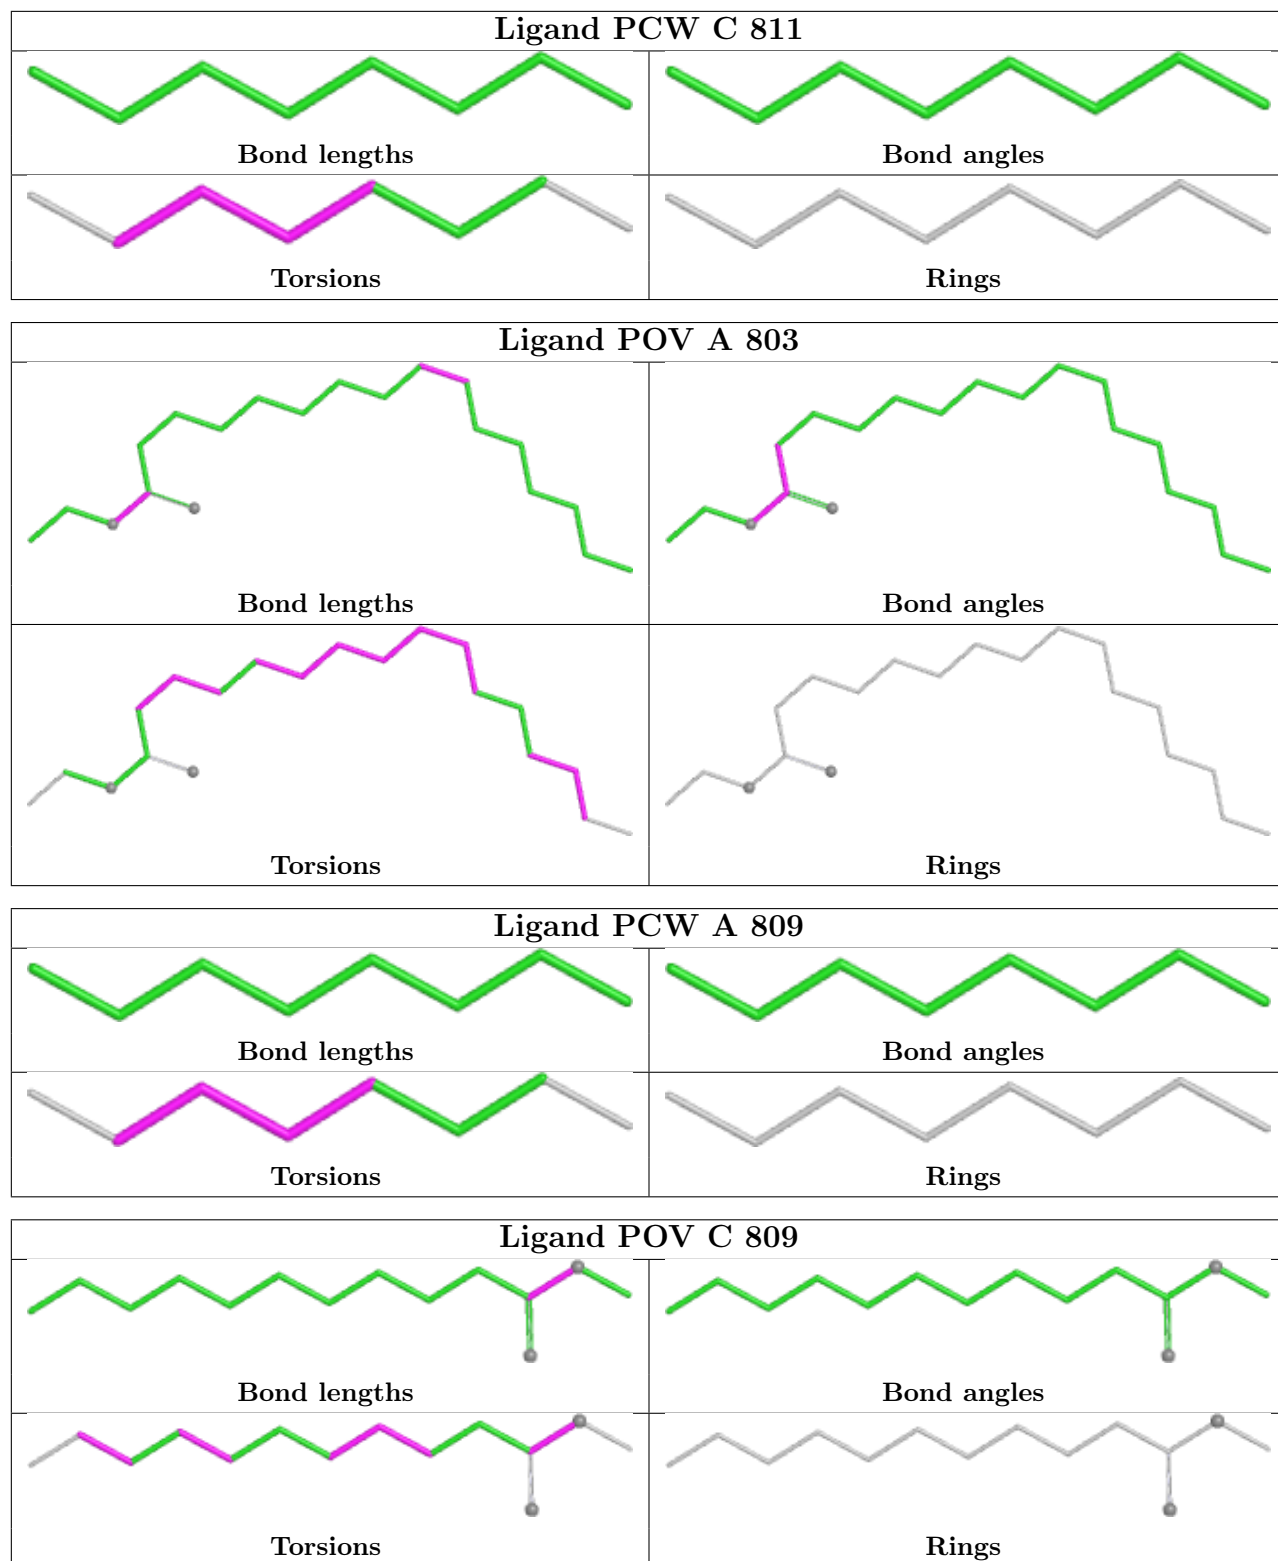 Ligand PCW C 811
Bond lengths
Bond angles
Torsions
Rings
Ligand POV A 803
Bond lengths
Bond angles
Torsions
Rings
Ligand PCW A 809
Bond lengths
Bond angles
Torsions
Rings
Ligand POV C 809
Bond lengths
Bond angles
Torsions
Rings